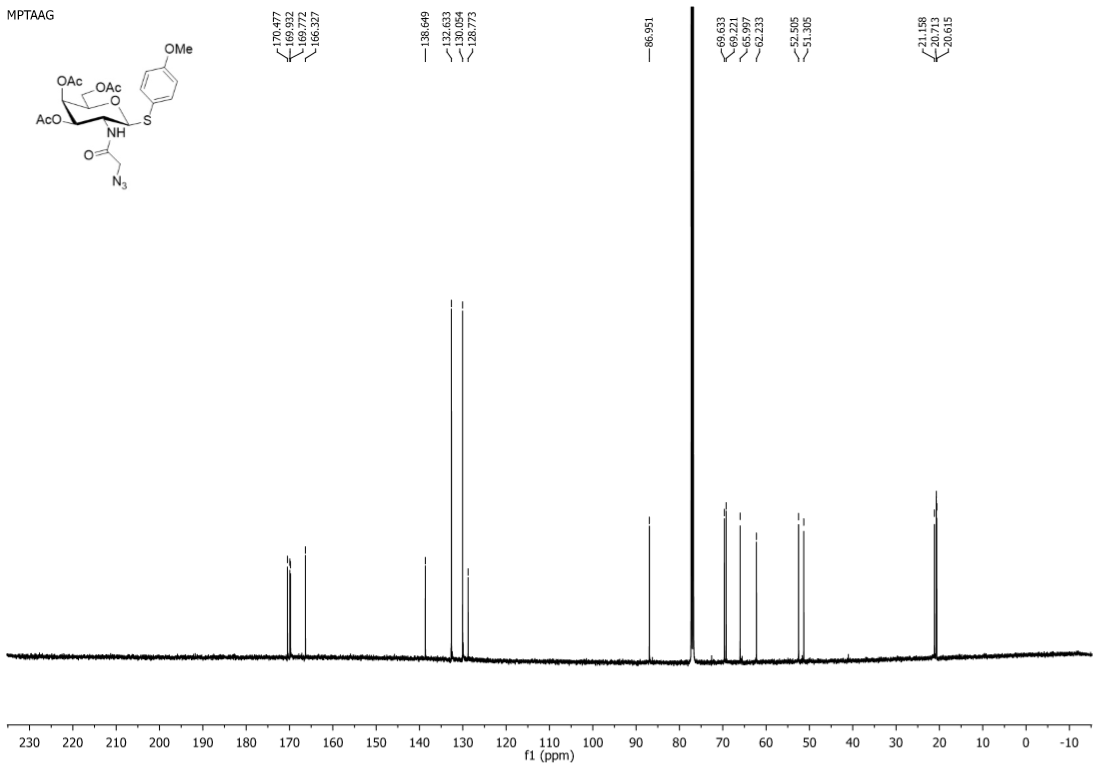 MPTAAG
170.477
169.932
169.772
166.327
138.649
132.633
130.054
128.773
86.951
69.633
69.221
65.997
62.233
52.505
51.305
21.158
20.713
20.615
OMe
OAc
OAc
O
AcO
S
NH
O
N3
230 220 210 200 190 180 170 160 150 140 130 120 110 100 90 80 70 60 50 40 30 20 10 0 -10
f1 (ppm)